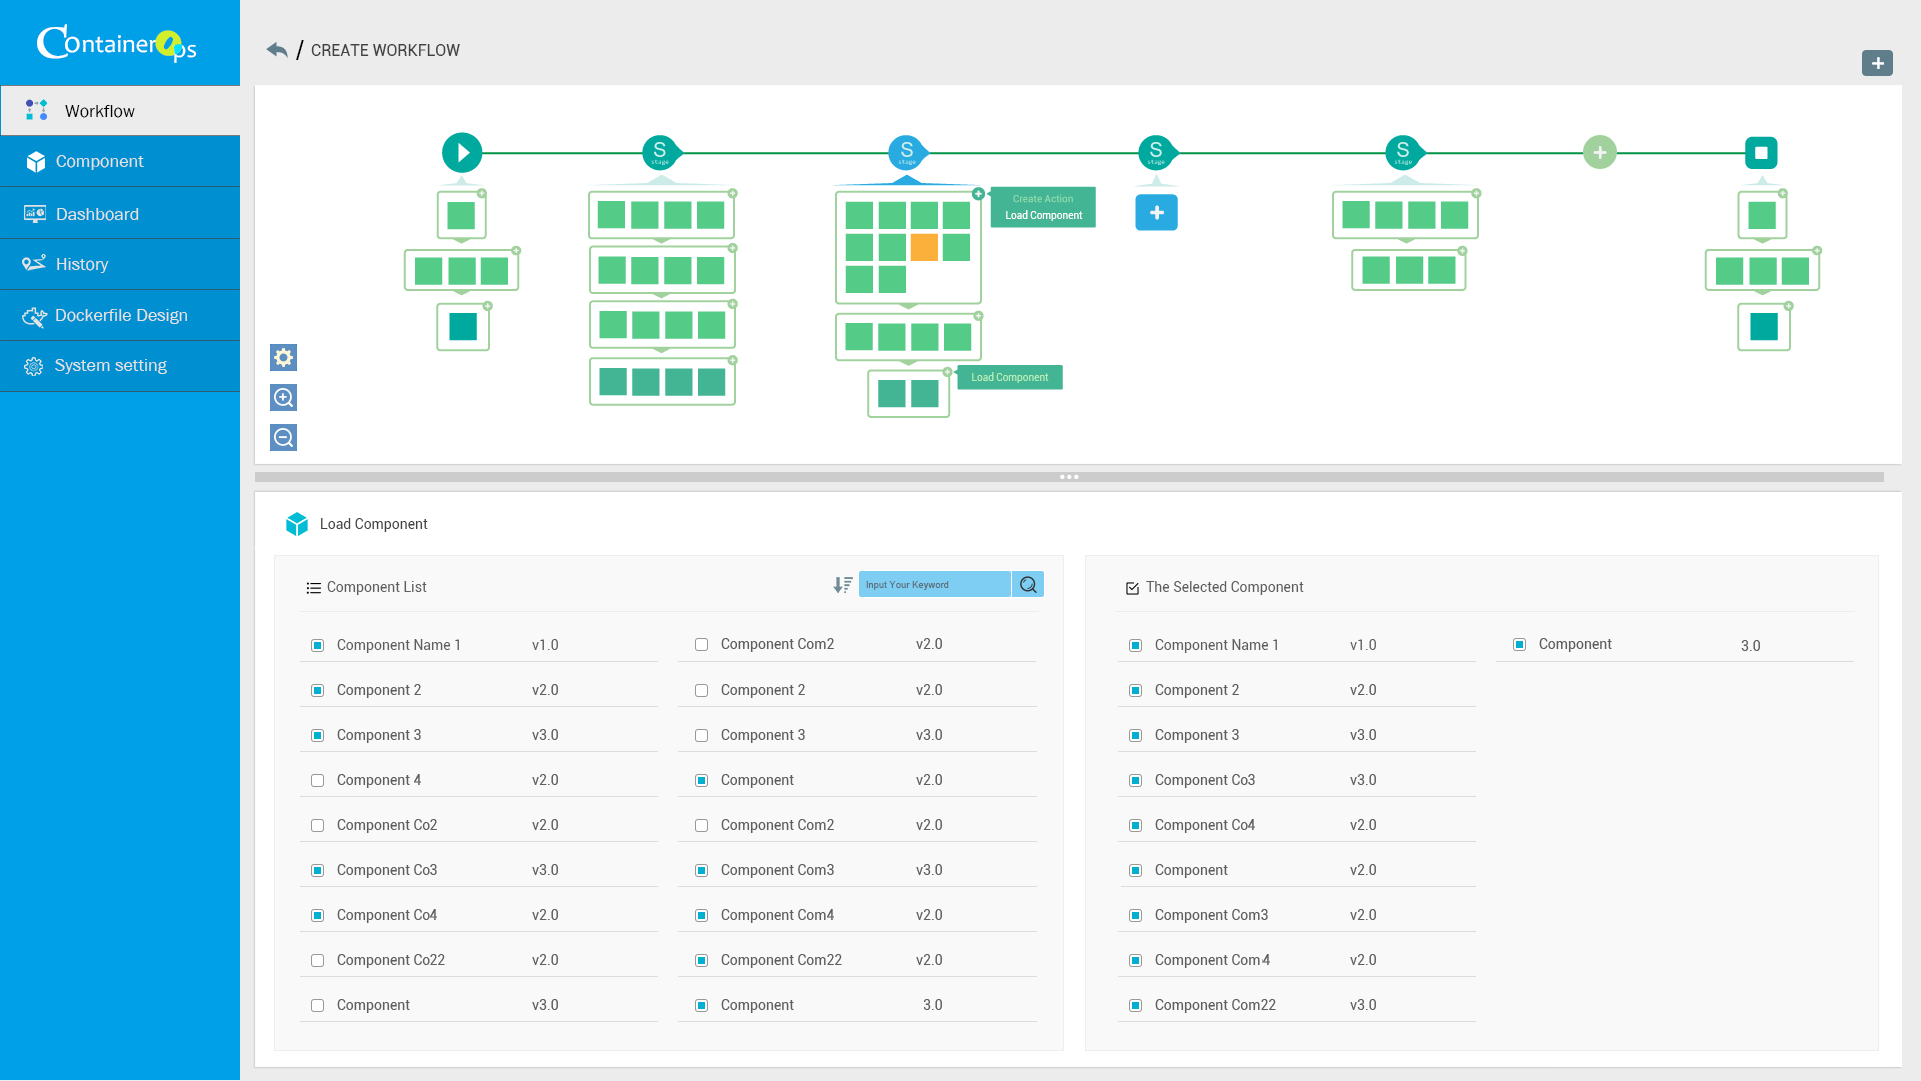 ContainerOps
CREATE WORKFLOW
Workflow
Component
Dashboard
History
Dockerfile Design
System setting
S
stage
S
stage
S
stage
S
stage
Create Action
Load Component
Load Component
Load Component
Component List
Input Your Keyword
Component Name 1 v1.0
Component 2 v2.0
Component 3 v3.0
Component 4 v2.0
Component Co2 v2.0
Component Co3 v3.0
Component Co4 v2.0
Component Co22 v2.0
Component v3.0
Component Com2 v2.0
Component 2 v2.0
Component 3 v3.0
Component v2.0
Component Com2 v2.0
Component Com3 v3.0
Component Com4 v2.0
Component Com22 v2.0
Component 3.0
The Selected Component
Component Name 1 v1.0
Component 2 v2.0
Component 3 v3.0
Component Co3 v3.0
Component Co4 v2.0
Component v2.0
Component Com3 v2.0
Component Com4 v2.0
Component Com22 v3.0
Component 3.0